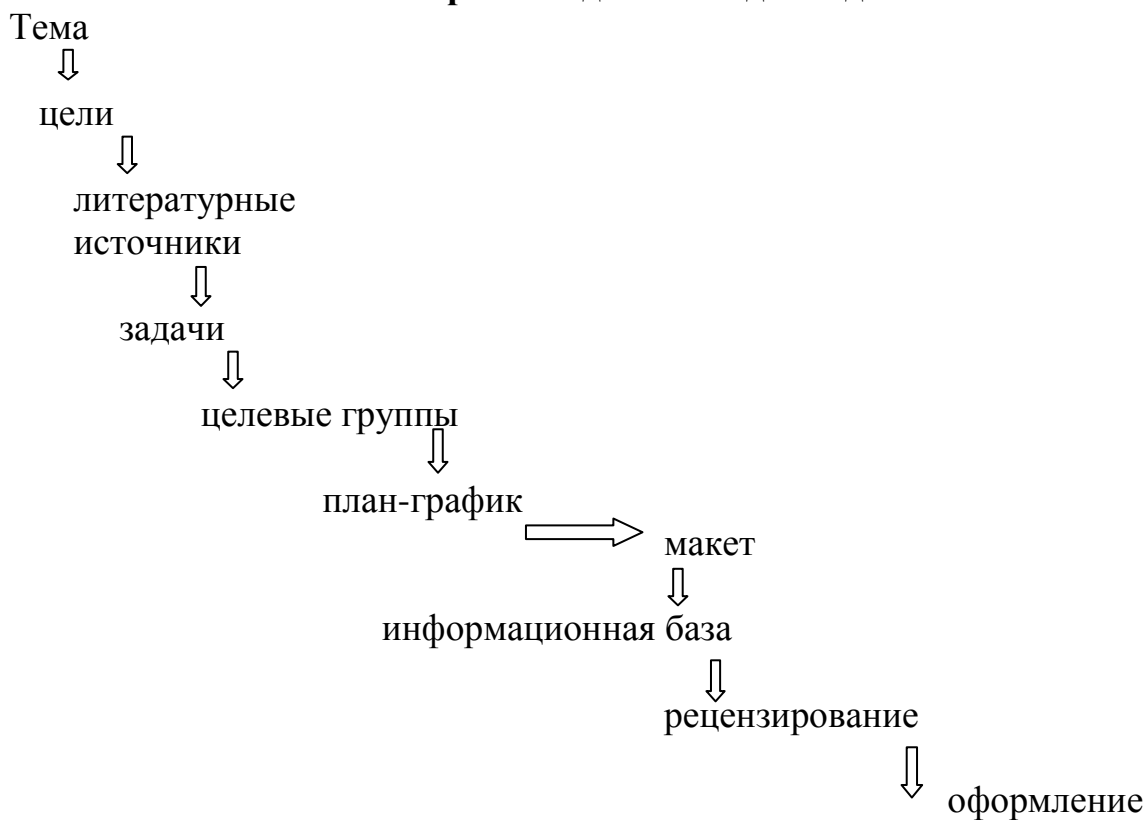 Тема
цели
литературные
источники
задачи
целевые группы
план-график
макет
информационная база
рецензирование
оформление